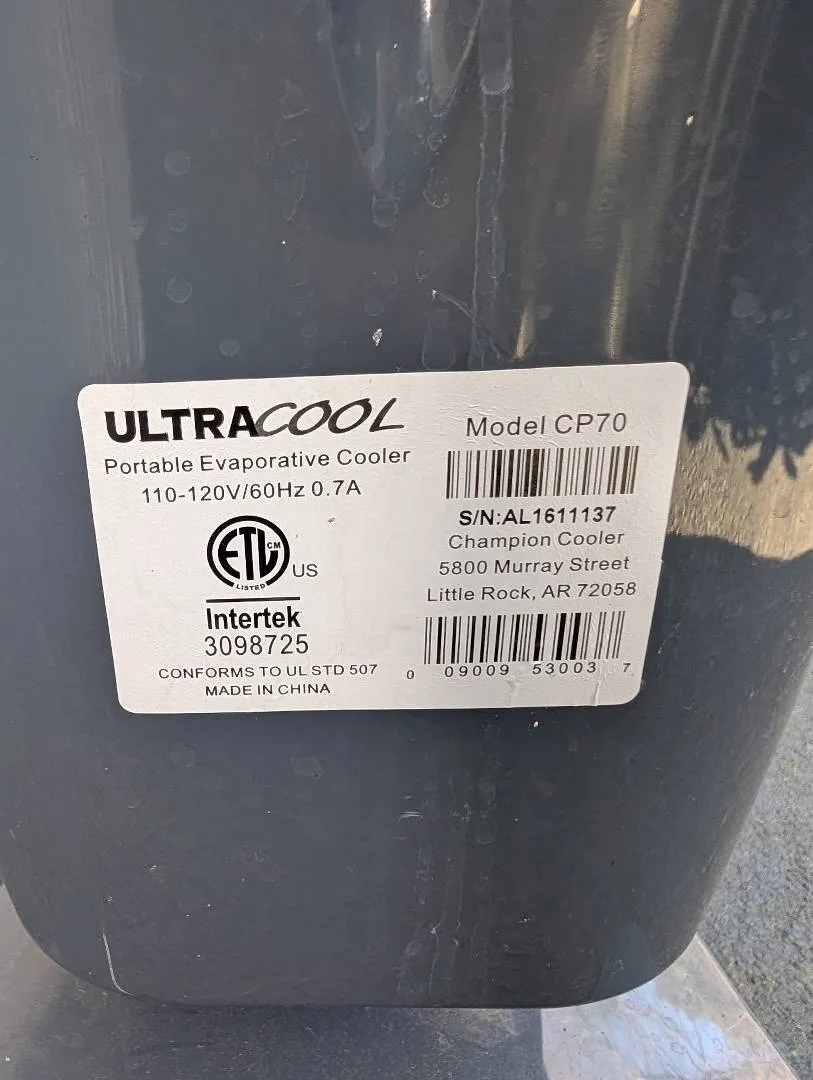 ULTRACOOL
Portable Evaporative Cooler
110-120V/60Hz 0.7A
ETL CM
LISTED
US
Intertek
3098725
CONFORMS TO UL STD 507
MADE IN CHINA
Model CP70
S/N:AL1611137
Champion Cooler
5800 Murray Street
Little Rock, AR 72058
0 09009 53003 7